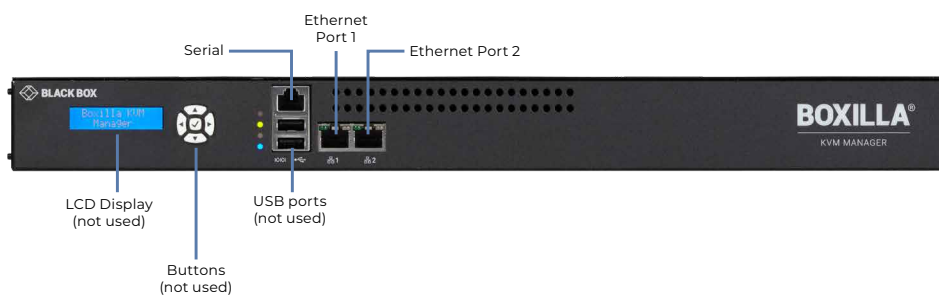 Ethernet
Port 1
Serial
Ethernet Port 2
BLACK BOX
Boxilla KVM
Manager
BOXILLA®
KVM MANAGER
1
2
LCD Display
(not used)
USB ports
(not used)
Buttons
(not used)